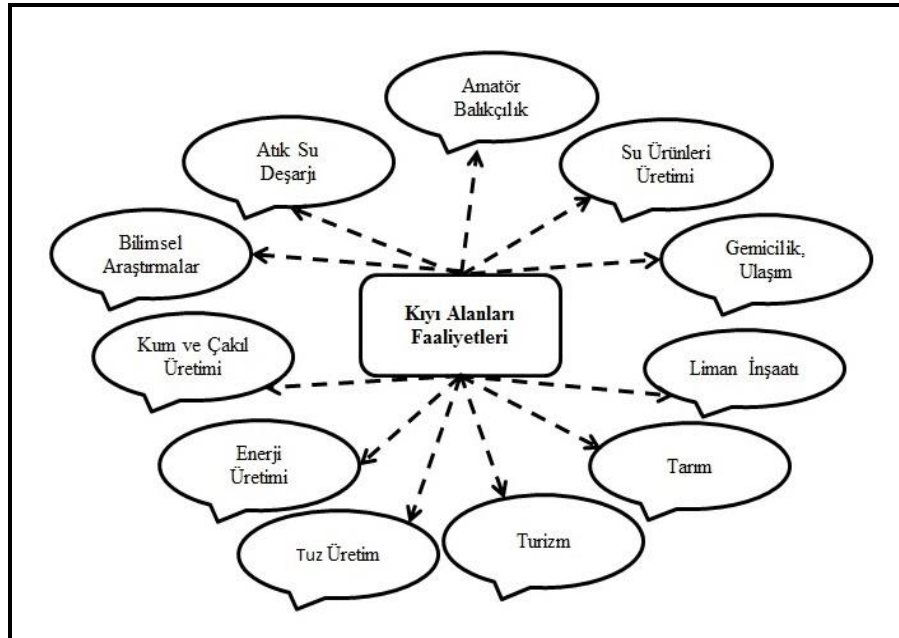 Amatör
Balıkçılık
Atık Su
Deşarjı
Su Ürünleri
Üretimi
Bilimsel
Araştırmalar
Gemicilik,
Ulaşım
Kıyı Alanları
Faaliyetleri
Kum ve Çakıl
Üretimi
Liman İnşaatı
Enerji
Üretimi
Tarım
Tuz Üretim
Turizm